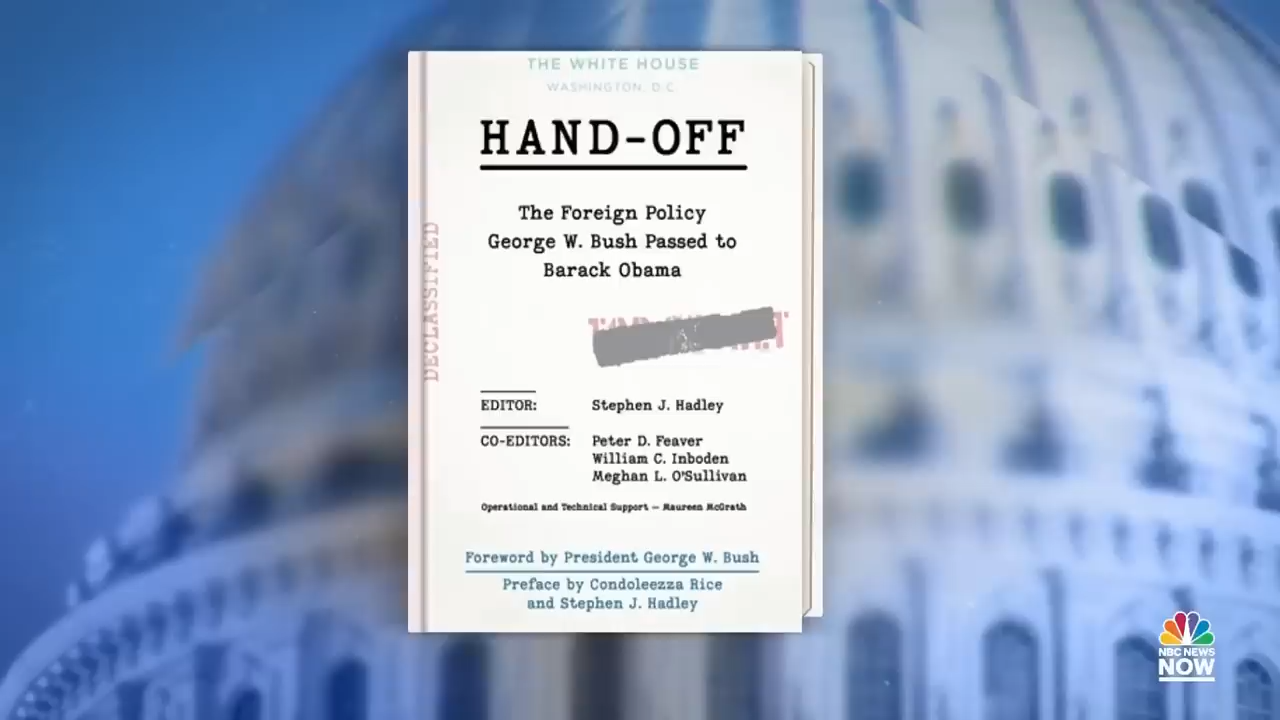 THE WHITE HOUSE
WASHINGTON, D.C.
HAND-OFF
The Foreign Policy
George W. Bush Passed to
Barack Obama
DECLASSIFIED
EDITOR: Stephen J. Hadley
CO-EDITORS: Peter D. Feaver
William C. Inboden
Meghan L. O'Sullivan
Operational and Technical Support – Maureen McGrath
Foreword by President George W. Bush
Preface by Condoleezza Rice
and Stephen J. Hadley
NBC NEWS
NOW